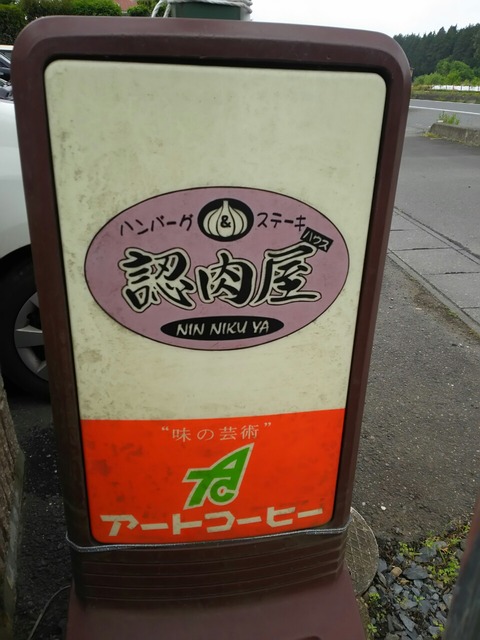 ハンバーグ & ステーキ
ハウス
認肉屋
NIN NIKU YA
“味の芸術”
AC
アートコーヒー